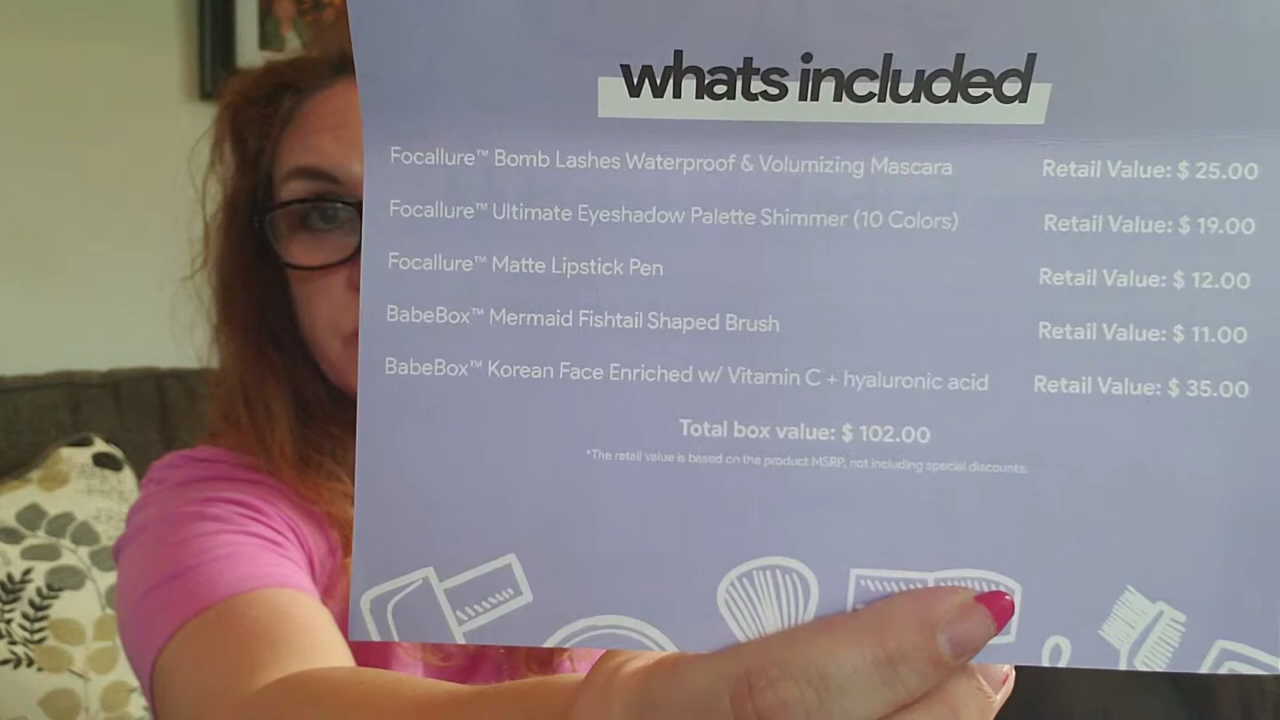 whats included
Focallure™ Bomb Lashes Waterproof & Volumizing Mascara Retail Value: $ 25.00
Focallure™ Ultimate Eyeshadow Palette Shimmer (10 Colors) Retail Value: $ 19.00
Focallure™ Matte Lipstick Pen Retail Value: $ 12.00
BabeBox™ Mermaid Fishtail Shaped Brush Retail Value: $ 11.00
BabeBox™ Korean Face Enriched w/ Vitamin C + hyaluronic acid Retail Value: $ 35.00
Total box value: $ 102.00
*The retail value is based on the product MSRP, not including special discounts.